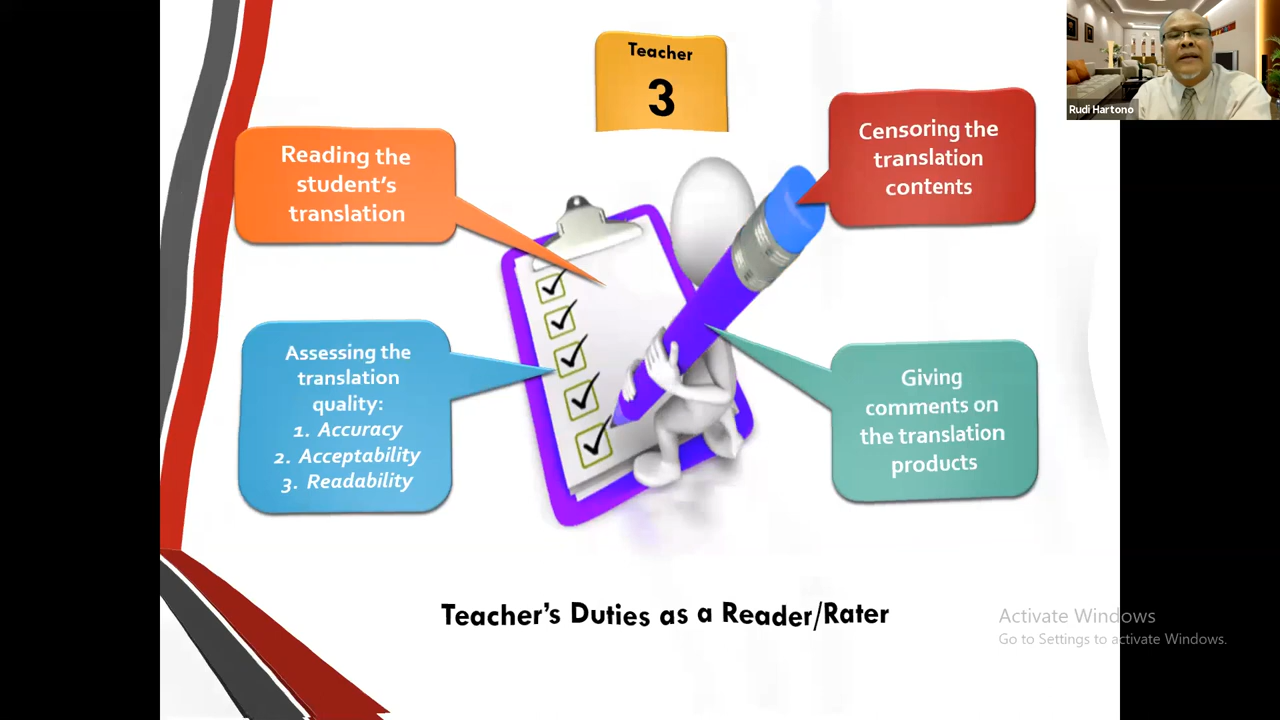 Teacher
3
Rudi Hartono
Reading the
student's
translation
Censoring the
translation
contents
Assessing the
translation
quality:
1. Accuracy
2. Acceptability
3. Readability
Giving
comments on
the translation
products
Teacher's Duties as a Reader/Rater
Activate Windows
Go to Settings to activate Windows.